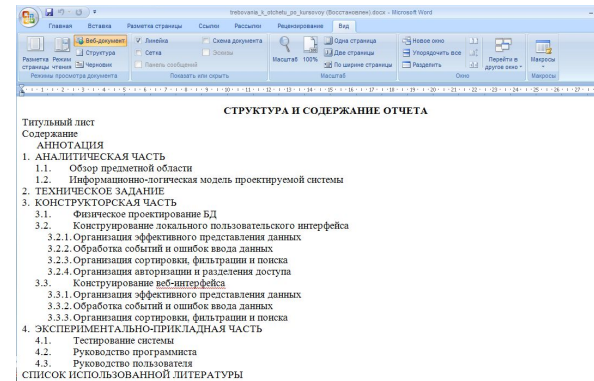 trebovania_k_otchetu_po_kursovoy (Восстановлен).docx - Microsoft Word
Главная Вставка Разметка страницы Ссылки Рассылки Рецензирование Вид
Разметка страницы
Режим чтения
Веб-документ
Структура
Черновик
Линейка
Сетка
Панель сообщений
Схема документа
Эскизы
Масштаб
100%
Одна страница
Две страницы
По ширине страницы
Новое окно
Упорядочить все
Разделить
Перейти в другое окно
Макросы
Режимы просмотра документа Показать или скрыть Масштаб Окно Макросы
СТРУКТУРА И СОДЕРЖАНИЕ ОТЧЕТА
Титульный лист
Содержание
АННОТАЦИЯ
1. АНАЛИТИЧЕСКАЯ ЧАСТЬ
1.1. Обзор предметной области
1.2. Информационно-логическая модель проектируемой системы
2. ТЕХНИЧЕСКОЕ ЗАДАНИЕ
3. КОНСТРУКТОРСКАЯ ЧАСТЬ
3.1. Физическое проектирование БД
3.2. Конструирование локального пользовательского интерфейса
3.2.1. Организация эффективного представления данных
3.2.2. Обработка событий и ошибок ввода данных
3.2.3. Организация сортировки, фильтрации и поиска
3.2.4. Организация авторизации и разделения доступа
3.3. Конструирование веб-интерфейса
3.3.1. Организация эффективного представления данных
3.3.2. Обработка событий и ошибок ввода данных
3.3.3. Организация сортировки, фильтрации и поиска
4. ЭКСПЕРИМЕНТАЛЬНО-ПРИКЛАДНАЯ ЧАСТЬ
4.1. Тестирование системы
4.2. Руководство программиста
4.3. Руководство пользователя
СПИСОК ИСПОЛЬЗОВАННОЙ ЛИТЕРАТУРЫ